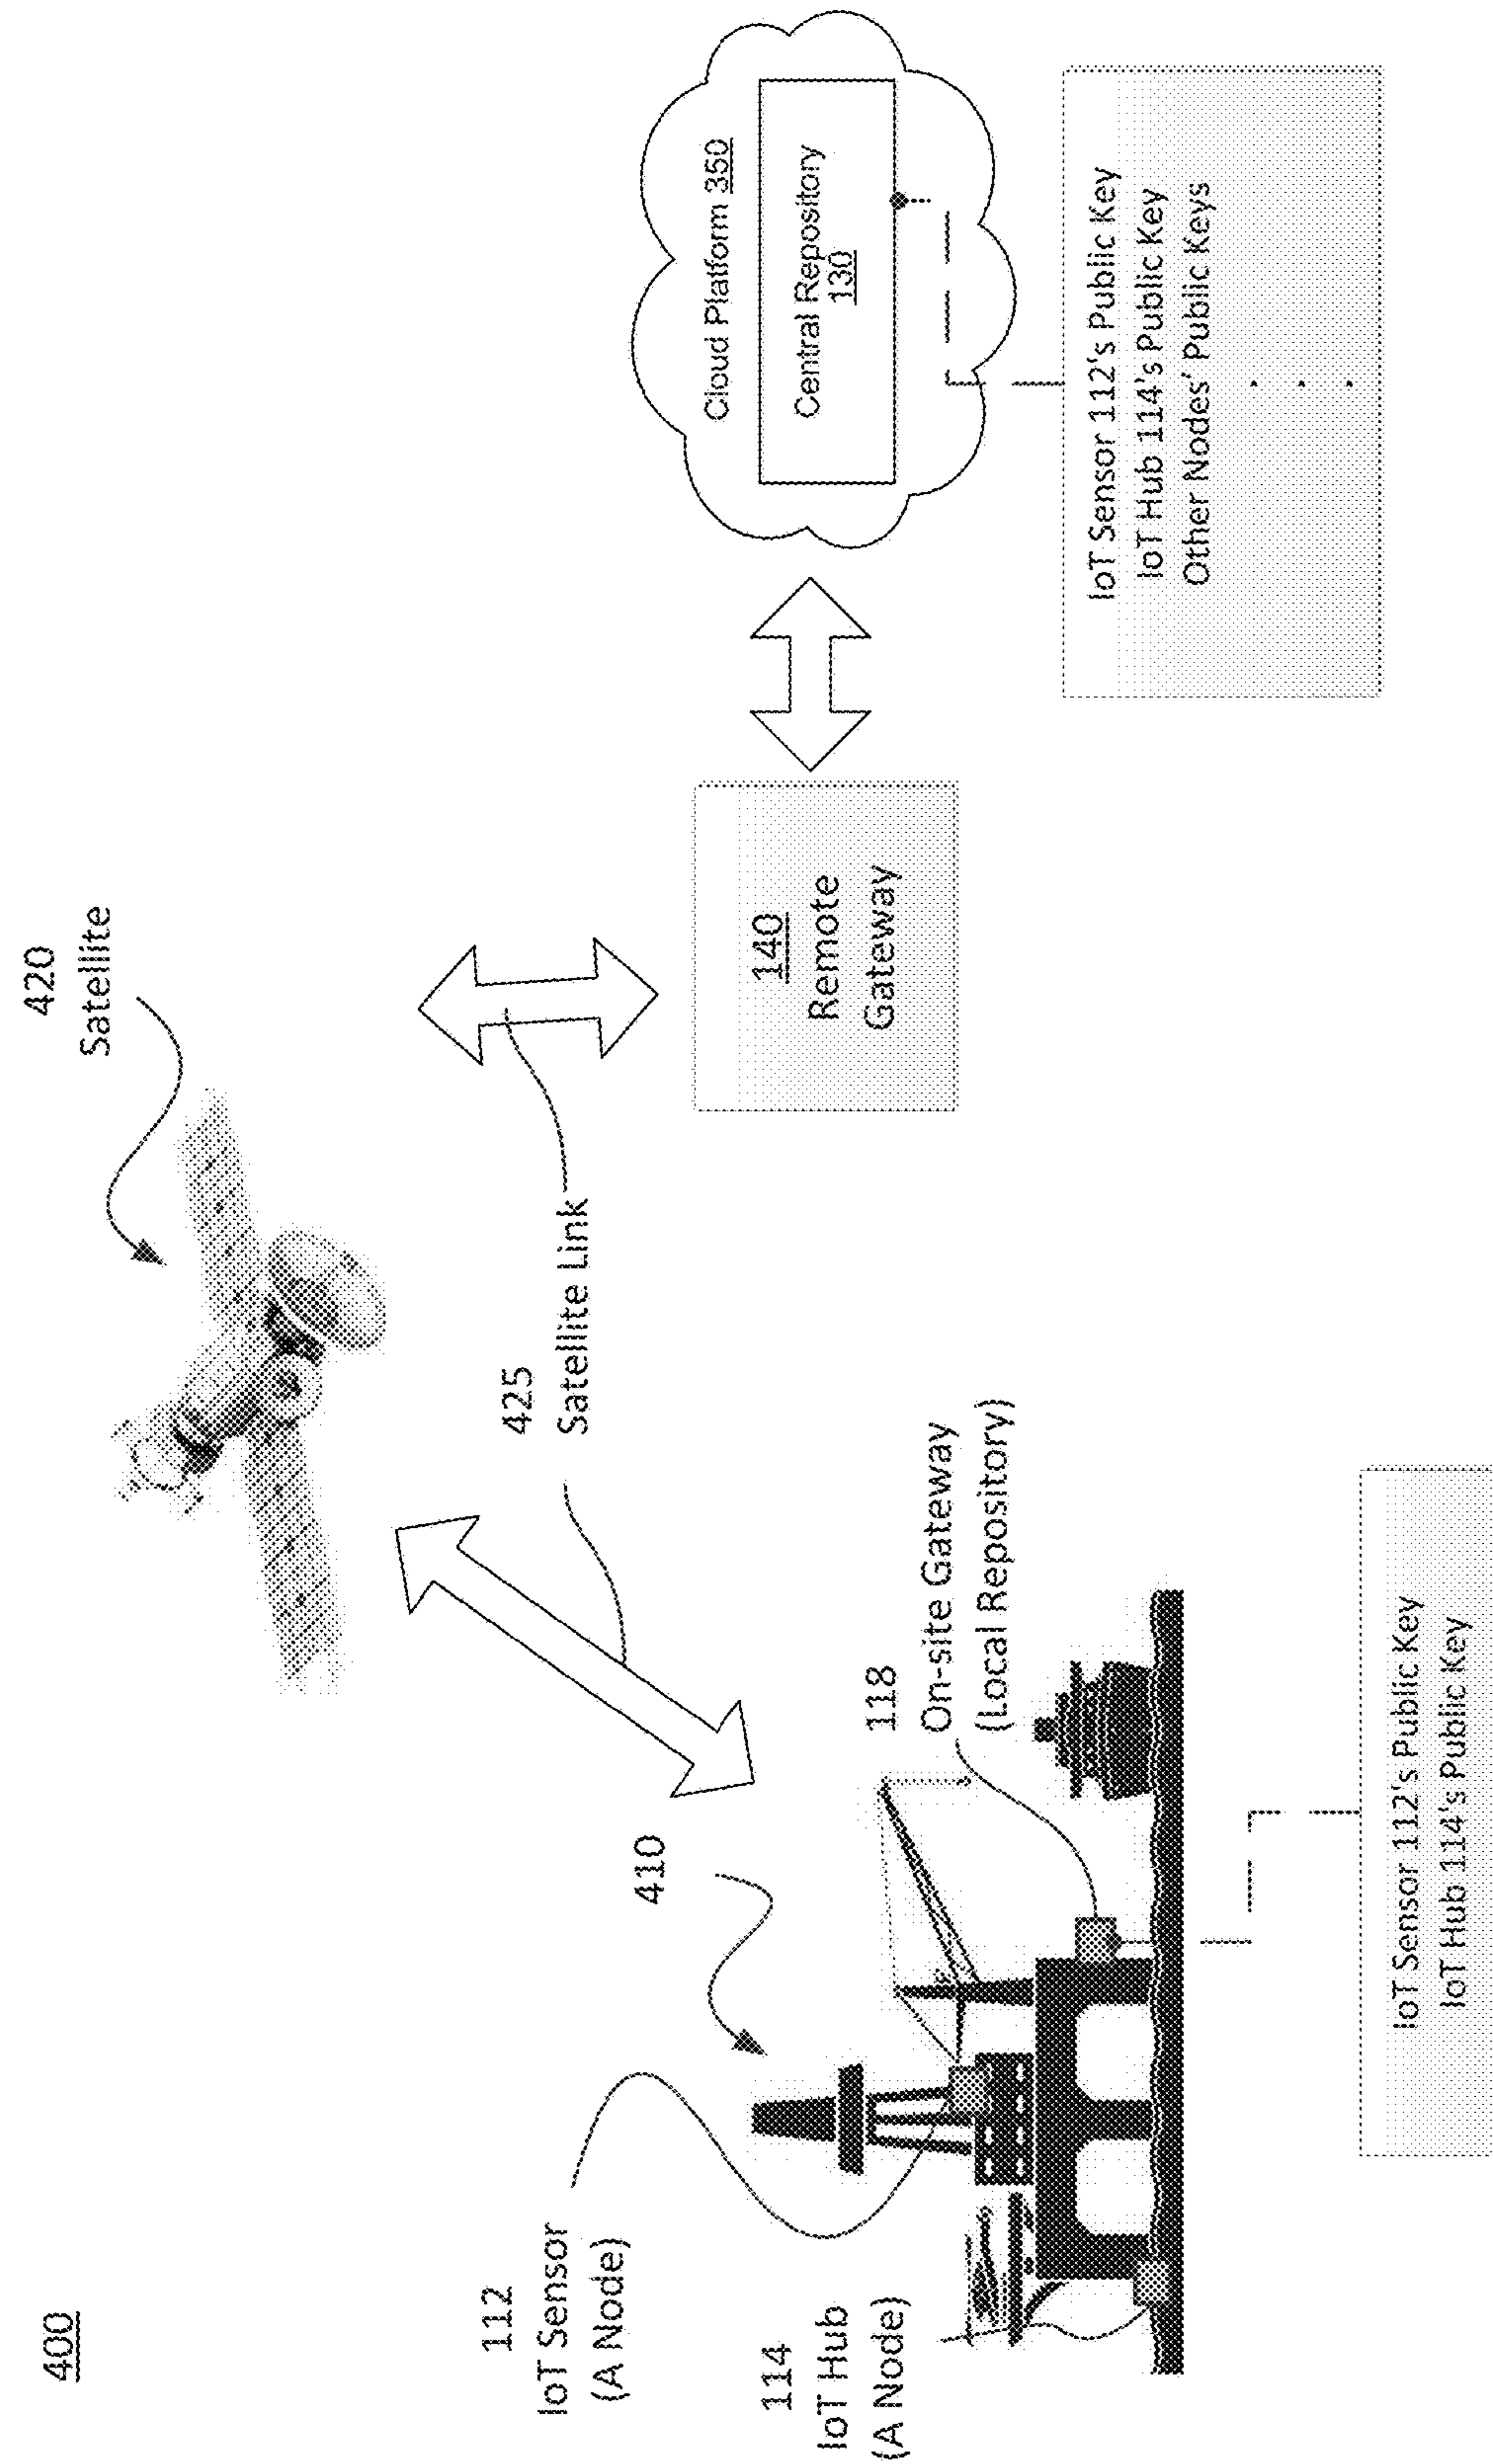 400
420
Satellite
112
IoT Sensor
(A Node)
425
Satellite Link
410
114
IoT Hub
(A Node)
118
On-site Gateway
(Local Repository)
140
Remote
Gateway
Cloud Platform 350
Central Repository
130
IoT Sensor 112's Public Key
IoT Hub 114's Public Key
Other Nodes' Public Keys
. . .
IoT Sensor 112's Public Key
IoT Hub 114's Public Key